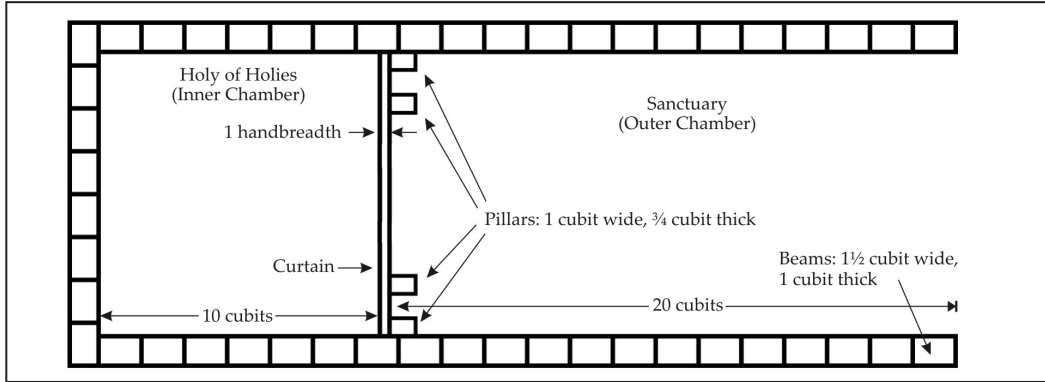 Holy of Holies
(Inner Chamber)
Sanctuary
(Outer Chamber)
1 handbreadth
Pillars: 1 cubit wide, ¾ cubit thick
Curtain
Beams: 1½ cubit wide,
1 cubit thick
10 cubits
20 cubits